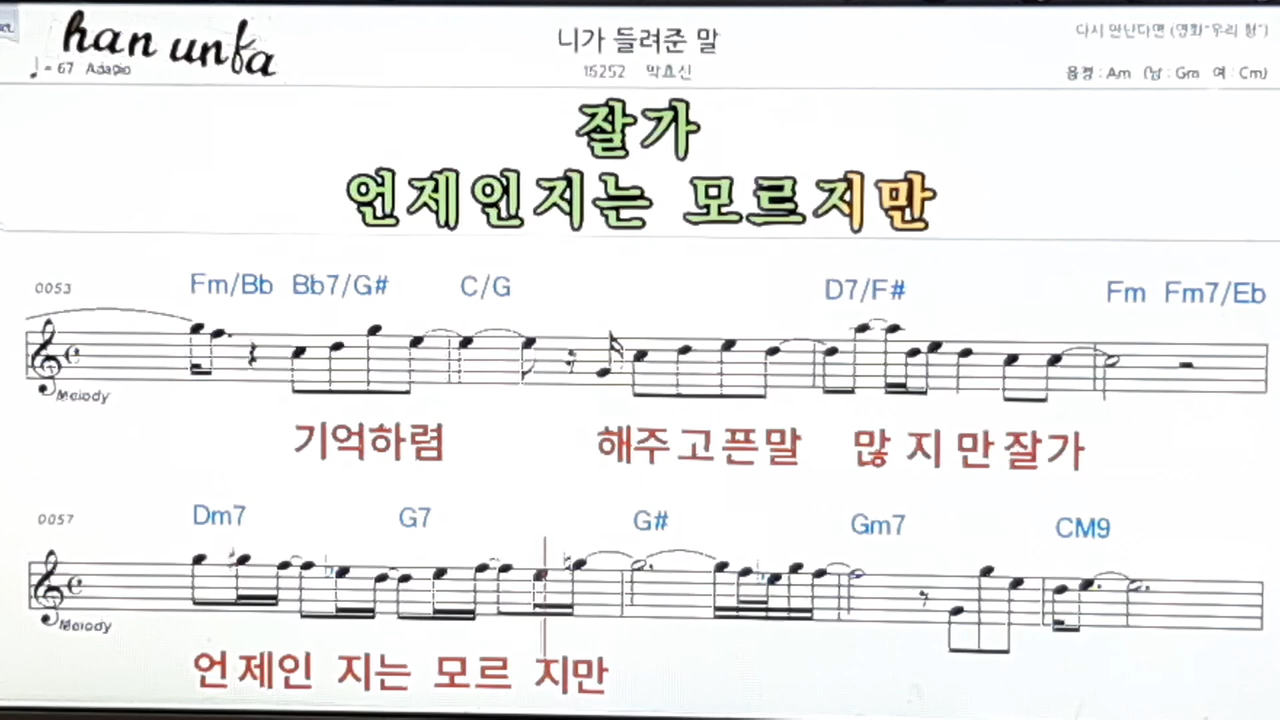 han unfa
니가 들려준 말
다시 만난다면 (영화"우리 형")
♩= 67 Adagio
15252 박효신
음정 : Am (남 : Gm 여 : Cm)
잘가
언제인지는 모르지만
0053 Fm/Bb Bb7/G# C/G D7/F# Fm Fm7/Eb
Melody
기억하렴 해주고픈말 많지만잘가
0057 Dm7 G7 G# Gm7 CM9
Melody
언제인 지는 모르 지만